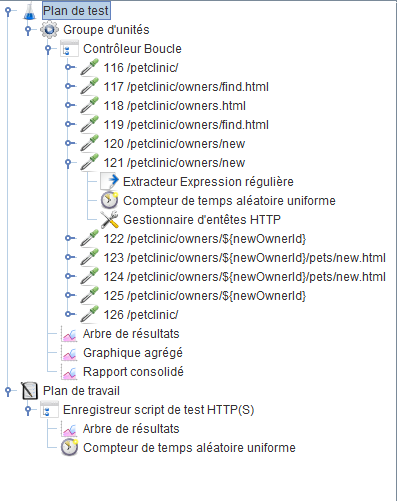 Plan de test
Groupe d'unités
Contrôleur Boucle
116 /petclinic/
117 /petclinic/owners/find.html
118 /petclinic/owners.html
119 /petclinic/owners/find.html
120 /petclinic/owners/new
121 /petclinic/owners/new
Extracteur Expression régulière
Compteur de temps aléatoire uniforme
Gestionnaire d'entêtes HTTP
122 /petclinic/owners/${newOwnerId}
123 /petclinic/owners/${newOwnerId}/pets/new.html
124 /petclinic/owners/${newOwnerId}/pets/new.html
125 /petclinic/owners/${newOwnerId}
126 /petclinic/
Arbre de résultats
Graphique agrégé
Rapport consolidé
Plan de travail
Enregistreur script de test HTTP(S)
Arbre de résultats
Compteur de temps aléatoire uniforme